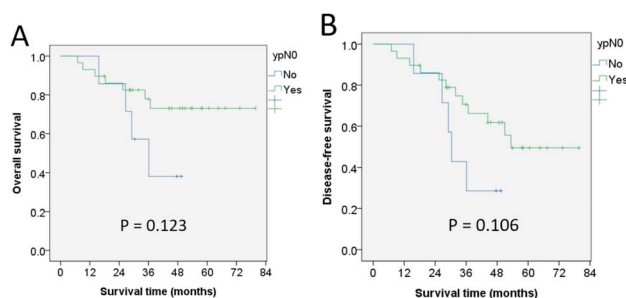 A
ypN0
No
Yes
Overall survival
1.0
0.8
0.6
0.4
0.2
0.0
P = 0.123
0 12 24 36 48 60 72 84
Survival time (months)
B
ypN0
No
Yes
Disease-free survival
1.0
0.8
0.6
0.4
0.2
0.0
P = 0.106
0 12 24 36 48 60 72 84
Survival time (months)